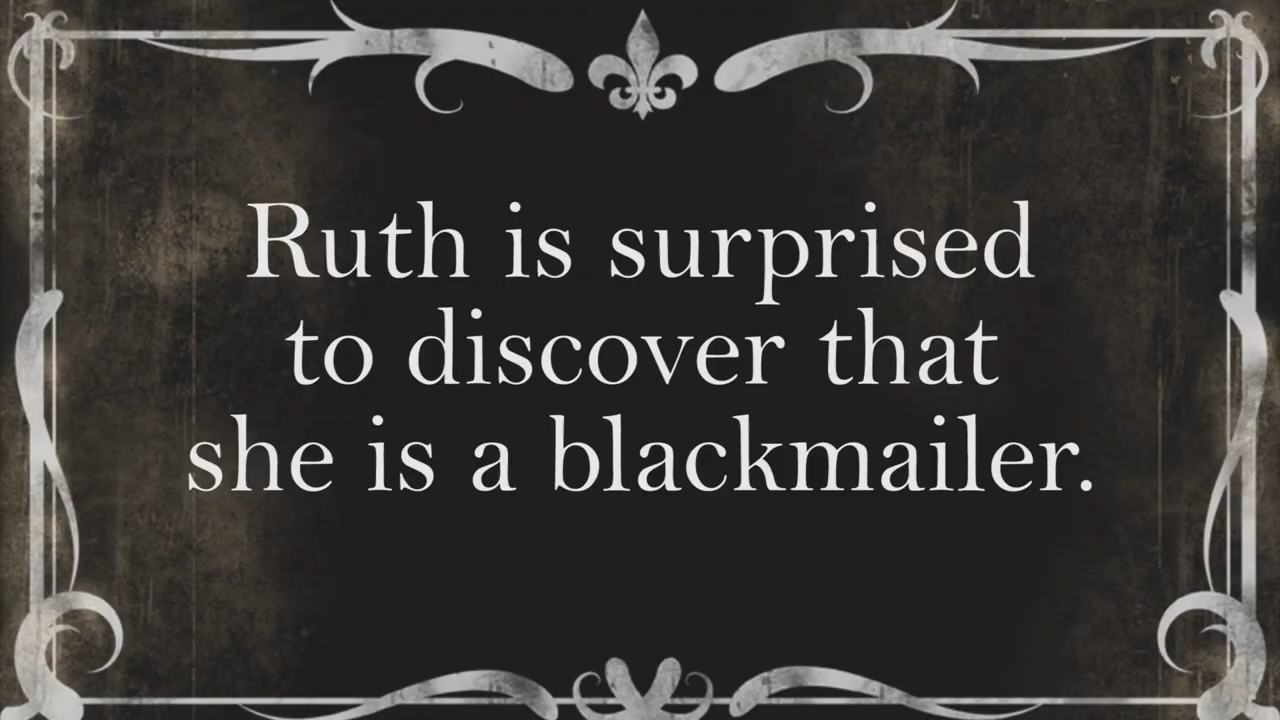 Ruth is surprised
to discover that
she is a blackmailer.